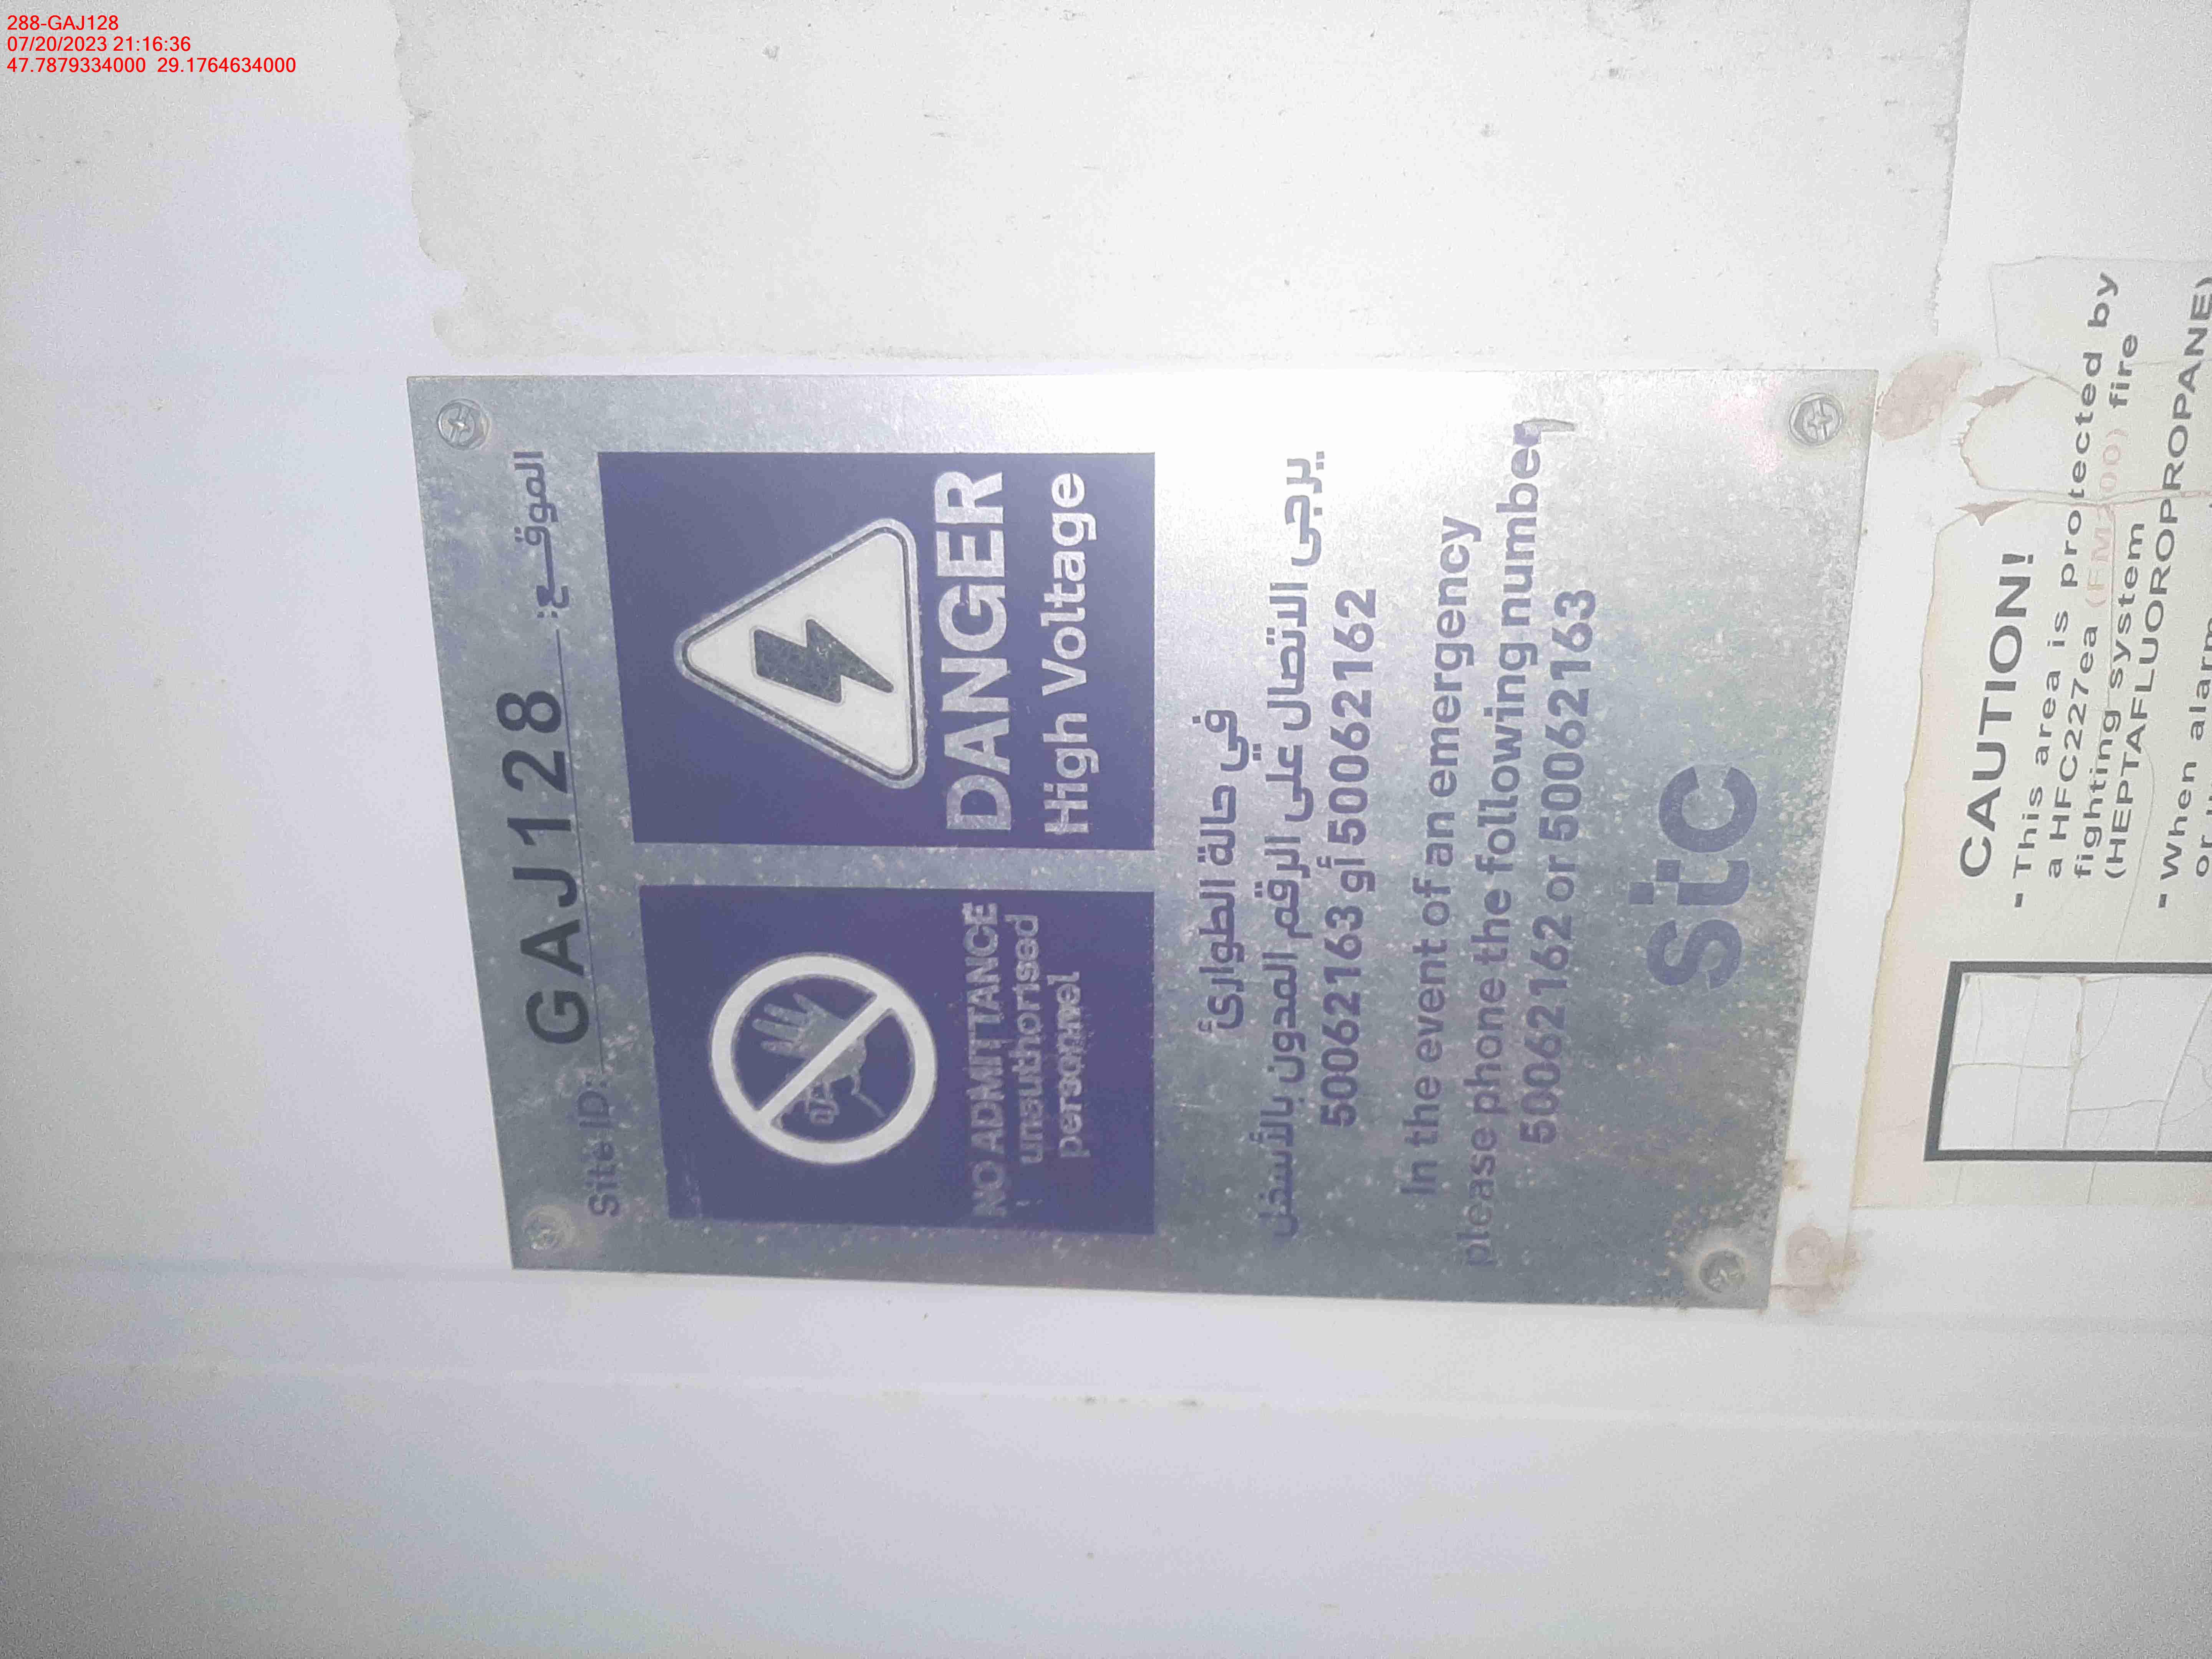 288-GAJ128
07/20/2023 21:16:36
47.7879334000 29.1764634000
Site ID: GAJ128 الموقــع:
NO ADMITTANCE
unauthorised
personnel
DANGER
High Voltage
في حالة الطوارئ
يرجى الاتصال على الرقم المدون بالأسفل
50062163 أو 50062162
In the event of an emergency
please phone the following number
50062162 or 50062163
stc
CAUTION!
- This area is protected by
a HFC227ea (FM200) fire
fighting system
(HEPTAFLUOROPROPANE)
- When alarm